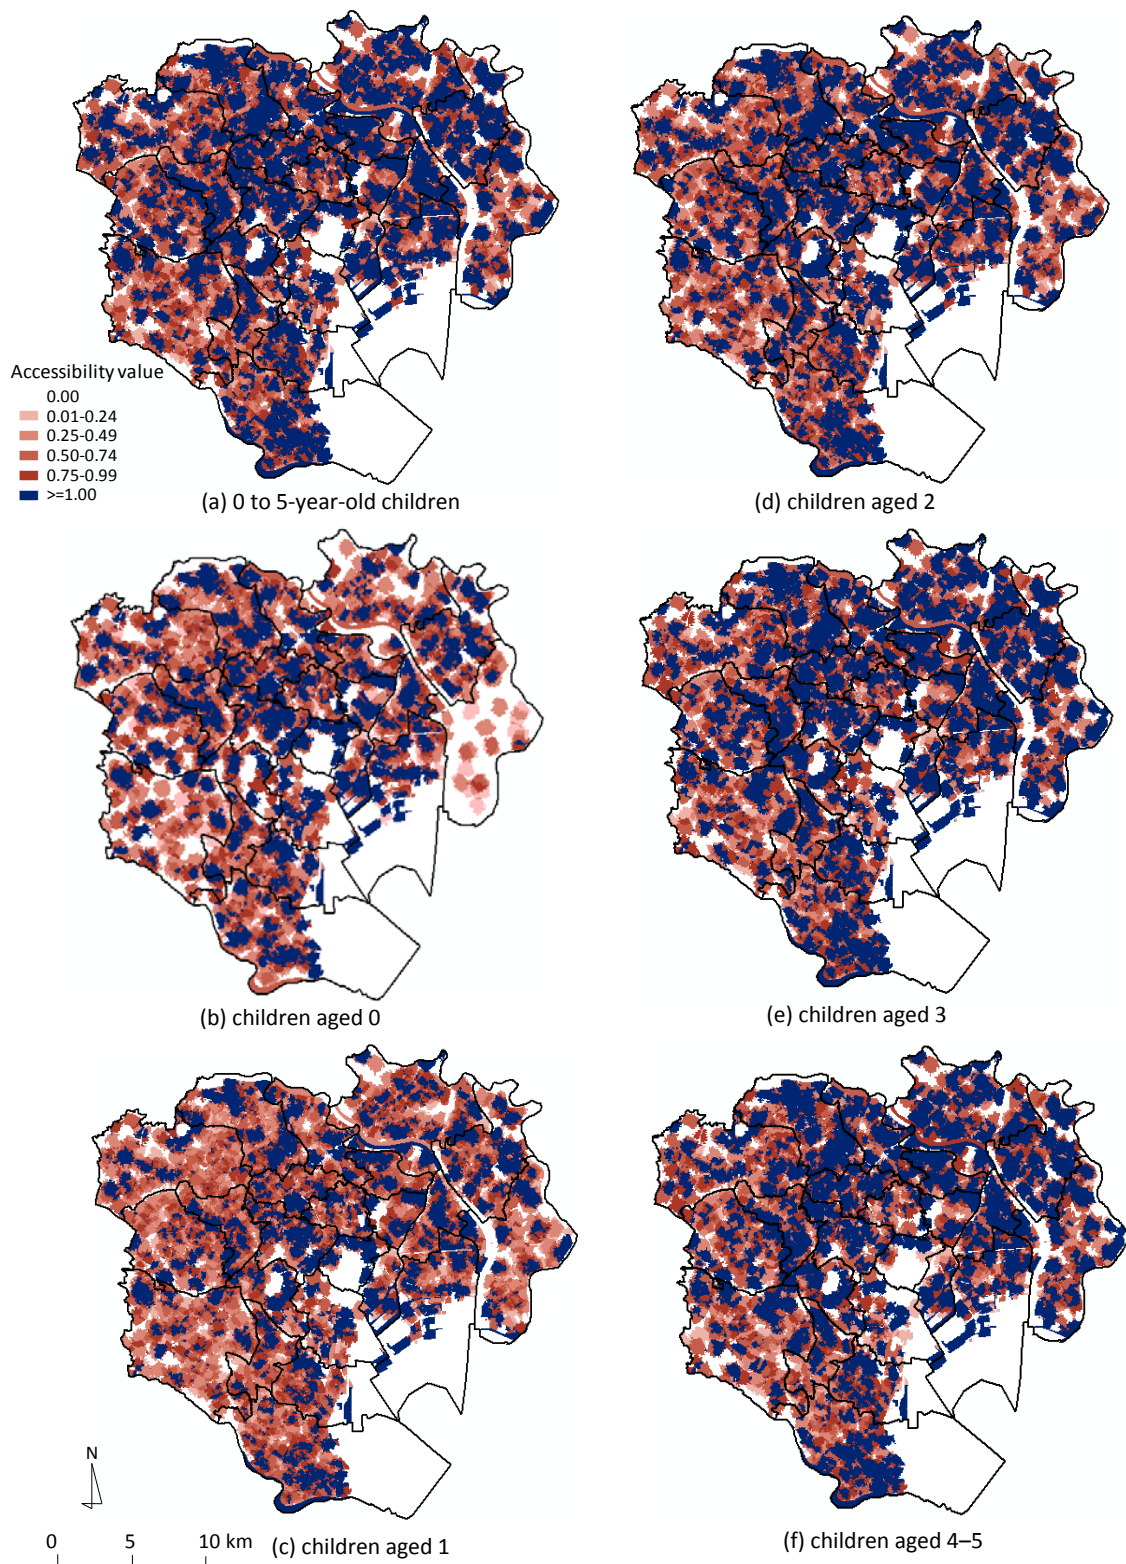 Accessibility value
0.00
0.01-0.24
0.25-0.49
0.50-0.74
0.75-0.99
>=1.00
(a) 0 to 5-year-old children
(d) children aged 2
(b) children aged 0
(e) children aged 3
N
0 5 10 km
(c) children aged 1
(f) children aged 4–5